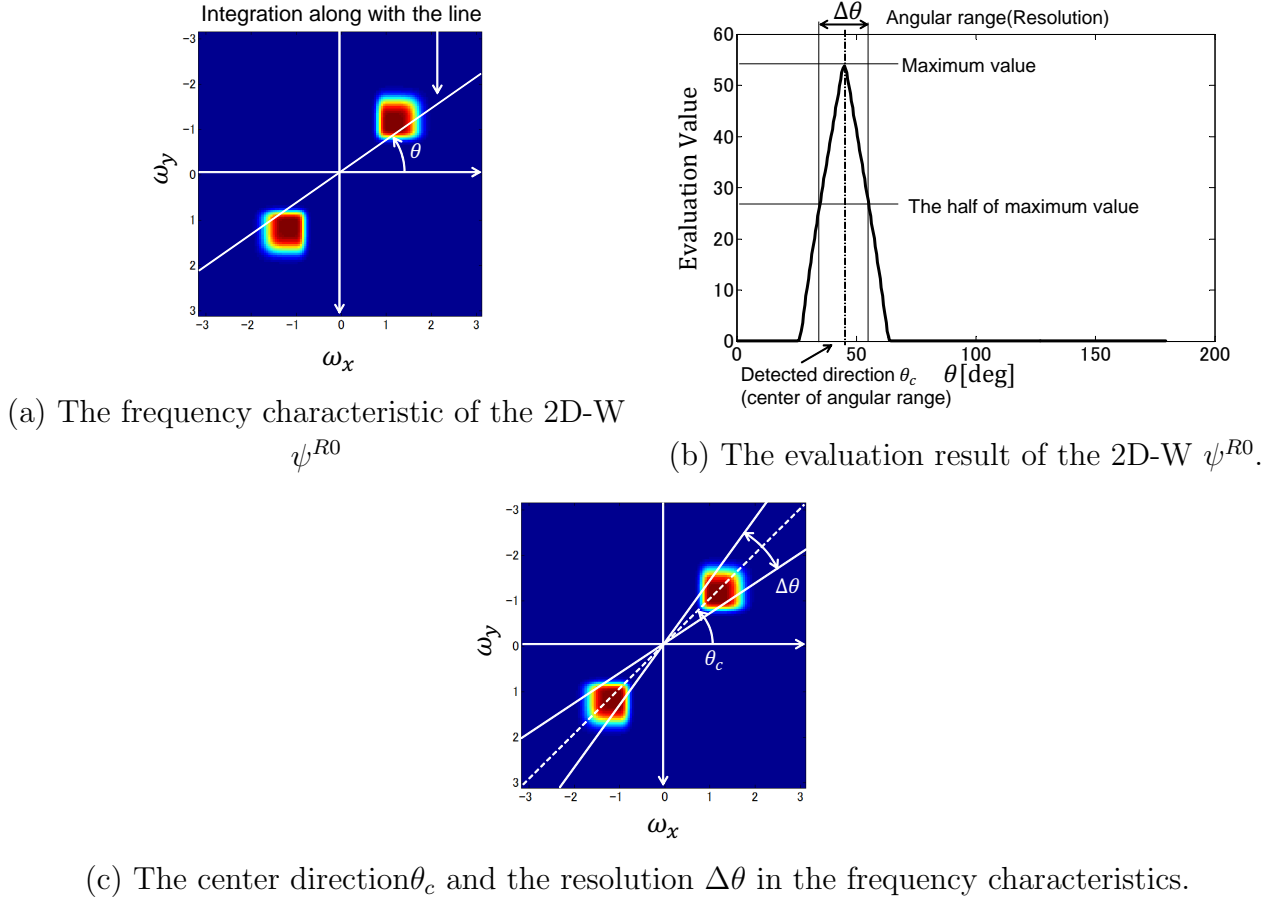 Integration along with the line
-3
-2
-1
0
1
2
3
ω_y
θ
-3 -2 -1 0 1 2 3
ω_x
(a) The frequency characteristic of the 2D-W
ψ^{R0}
Δθ
Angular range(Resolution)
60
50
40
30
20
10
0
Evaluation Value
Maximum value
The half of maximum value
0 50 100 150 200
Detected direction θ_c
(center of angular range)
θ[deg]
(b) The evaluation result of the 2D-W ψ^{R0}.
-3
-2
-1
0
1
2
3
ω_y
Δθ
θ_c
-3 -2 -1 0 1 2 3
ω_x
(c) The center directionθ_c and the resolution Δθ in the frequency characteristics.